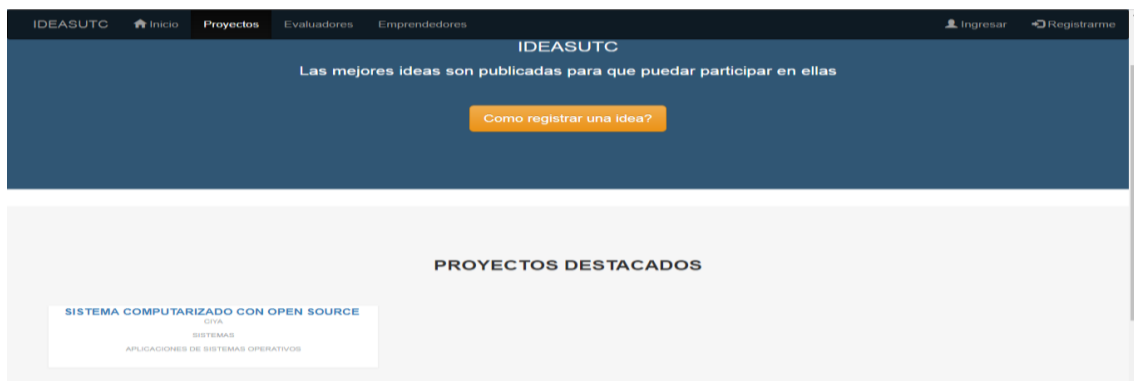 IDEASUTC Inicio Proyectos Evaluadores Emprendedores Ingresar Registrarme
IDEASUTC
Las mejores ideas son publicadas para que puedar participar en ellas
Como registrar una idea?
PROYECTOS DESTACADOS
SISTEMA COMPUTARIZADO CON OPEN SOURCE
CIYA
SISTEMAS
APLICACIONES DE SISTEMAS OPERATIVOS